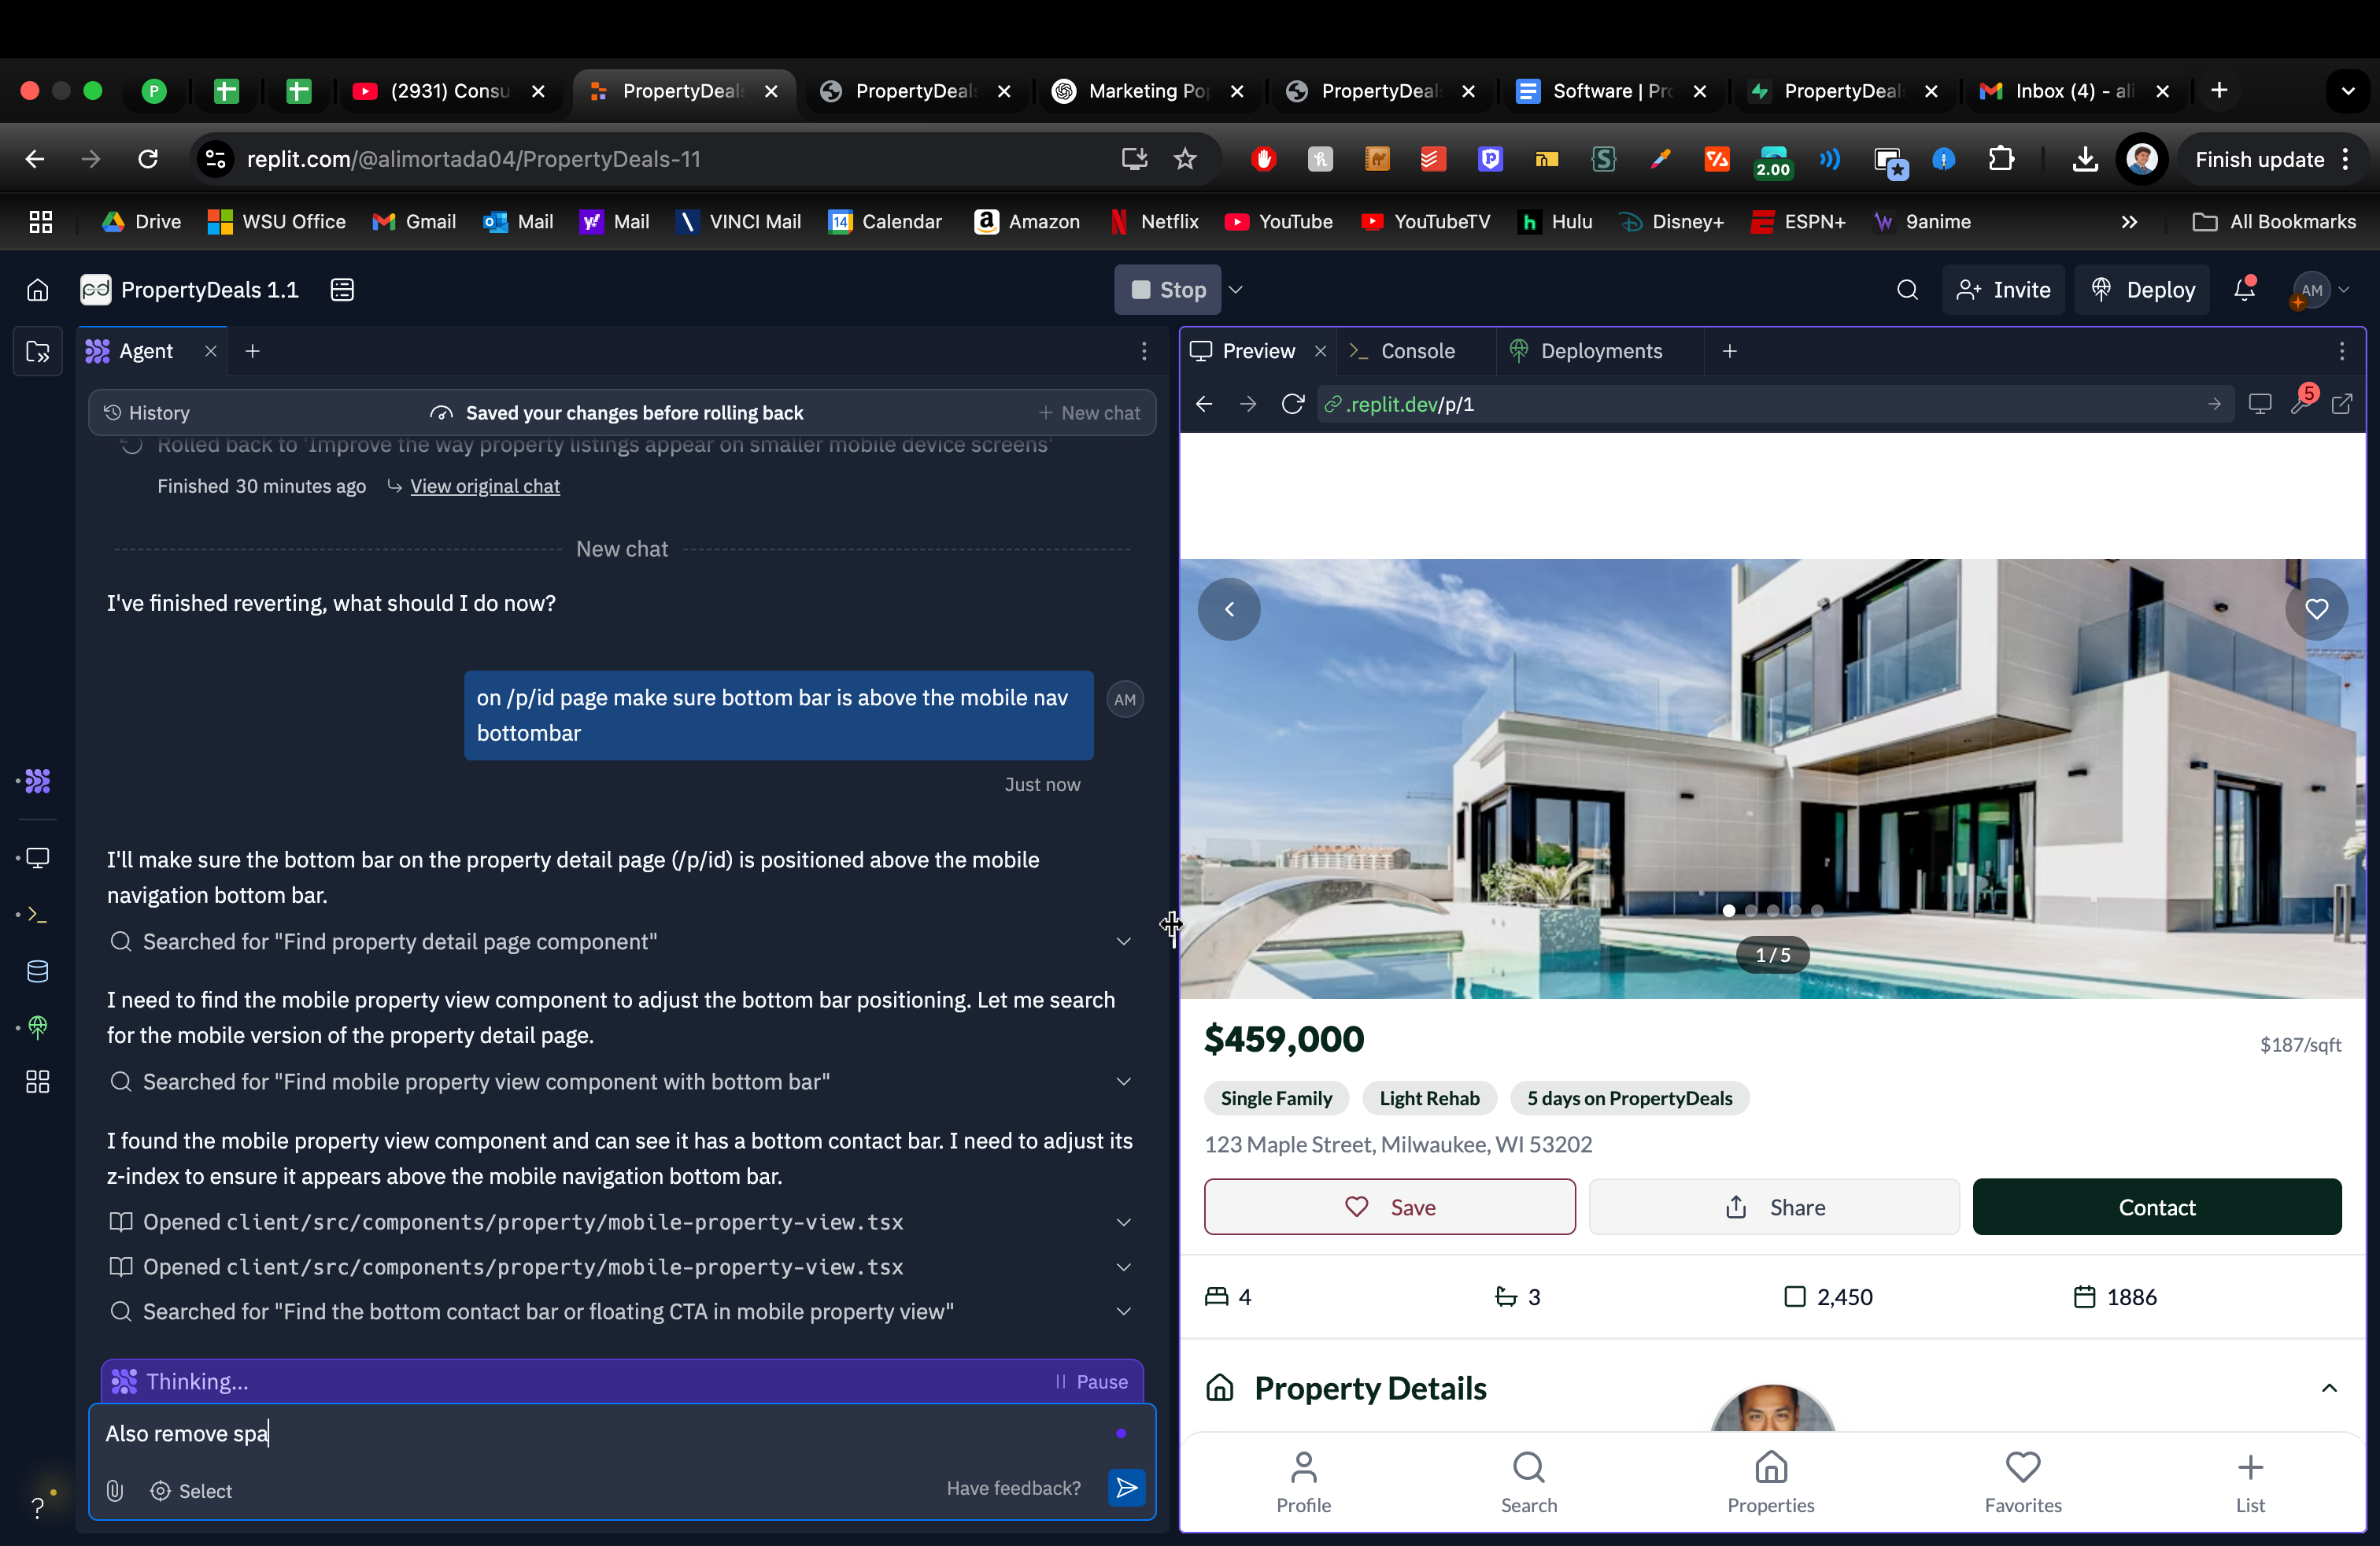 (2931) Consu
PropertyDeals
PropertyDeals
Marketing Po
PropertyDeal
Software | Pro
PropertyDeals
Inbox (4) - ali
replit.com/@alimortada04/PropertyDeals-11
2.00
Finish update
Drive
WSU Office
Gmail
Mail
Mail
VINCI Mail
14
Calendar
Amazon
Netflix
YouTube
YouTubeTV
Hulu
Disney+
ESPN+
9anime
All Bookmarks
pd
PropertyDeals 1.1
Stop
Invite
Deploy
AM
Agent
History
Saved your changes before rolling back
New chat
Rolled back to 'Improve the way property listings appear on smaller mobile device screens'
Finished 30 minutes ago
View original chat
New chat
I've finished reverting, what should I do now?
on /p/id page make sure bottom bar is above the mobile nav
bottombar
AM
Just now
I'll make sure the bottom bar on the property detail page (/p/id) is positioned above the mobile
navigation bottom bar.
Searched for "Find property detail page component"
I need to find the mobile property view component to adjust the bottom bar positioning. Let me search
for the mobile version of the property detail page.
Searched for "Find mobile property view component with bottom bar"
I found the mobile property view component and can see it has a bottom contact bar. I need to adjust its
z-index to ensure it appears above the mobile navigation bottom bar.
Opened client/src/components/property/mobile-property-view.tsx
Opened client/src/components/property/mobile-property-view.tsx
Searched for "Find the bottom contact bar or floating CTA in mobile property view"
Thinking...
Pause
Also remove spa
Select
Have feedback?
?
Preview
Console
Deployments
.replit.dev/p/1
5
1 / 5
$459,000
$187/sqft
Single Family
Light Rehab
5 days on PropertyDeals
123 Maple Street, Milwaukee, WI 53202
Save
Share
Contact
4
3
2,450
1886
Property Details
Profile
Search
Properties
Favorites
List